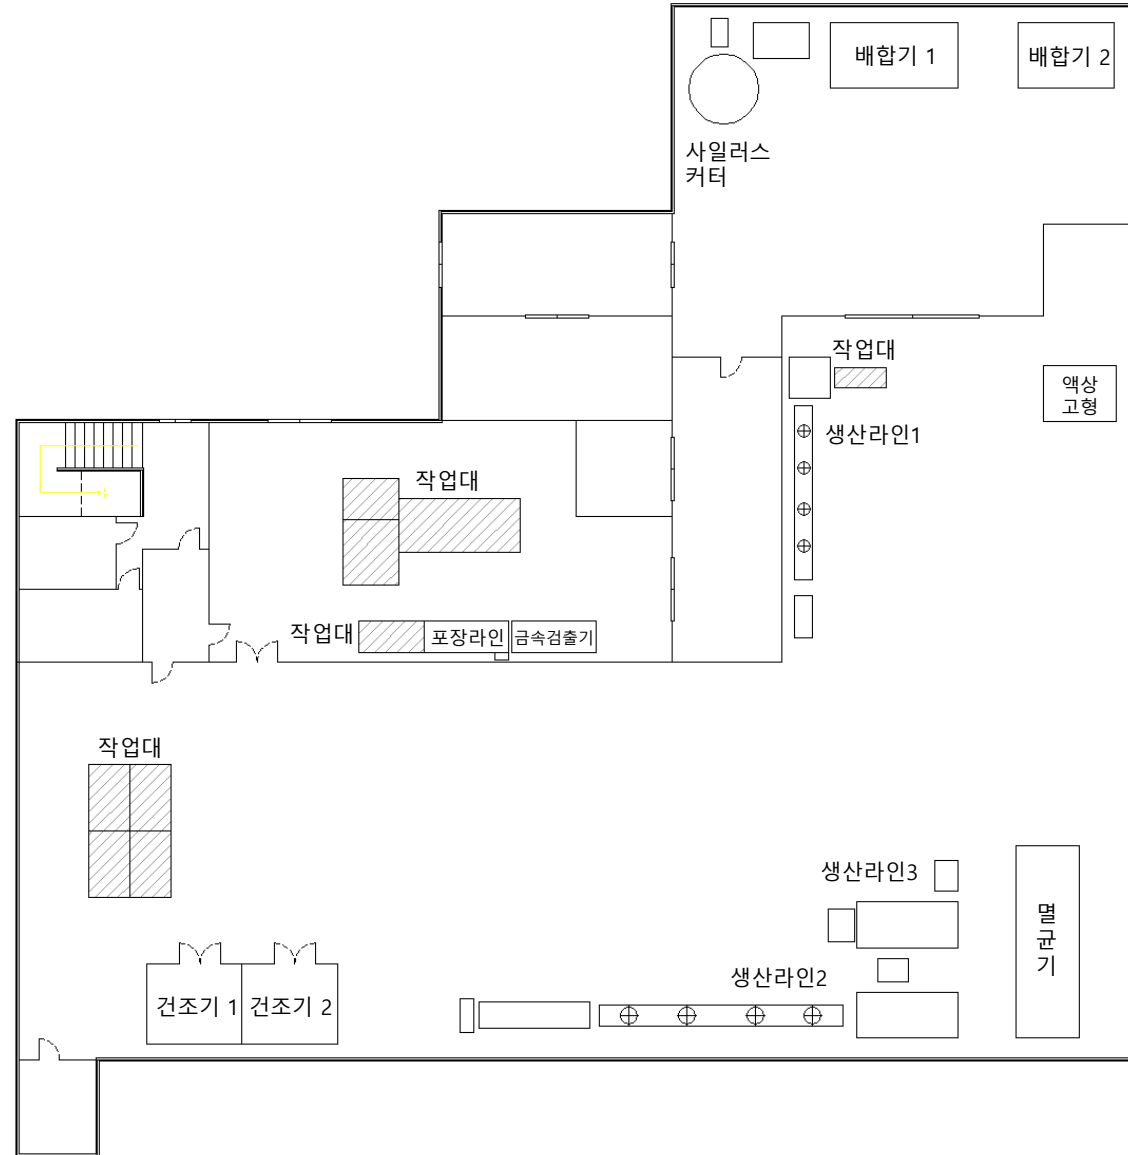 배합기 1
배합기 2
사일러스
커터
작업대
액상
고형
생산라인1
작업대
작업대
포장라인
금속검출기
작업대
생산라인3
멸
균
기
생산라인2
건조기 1
건조기 2